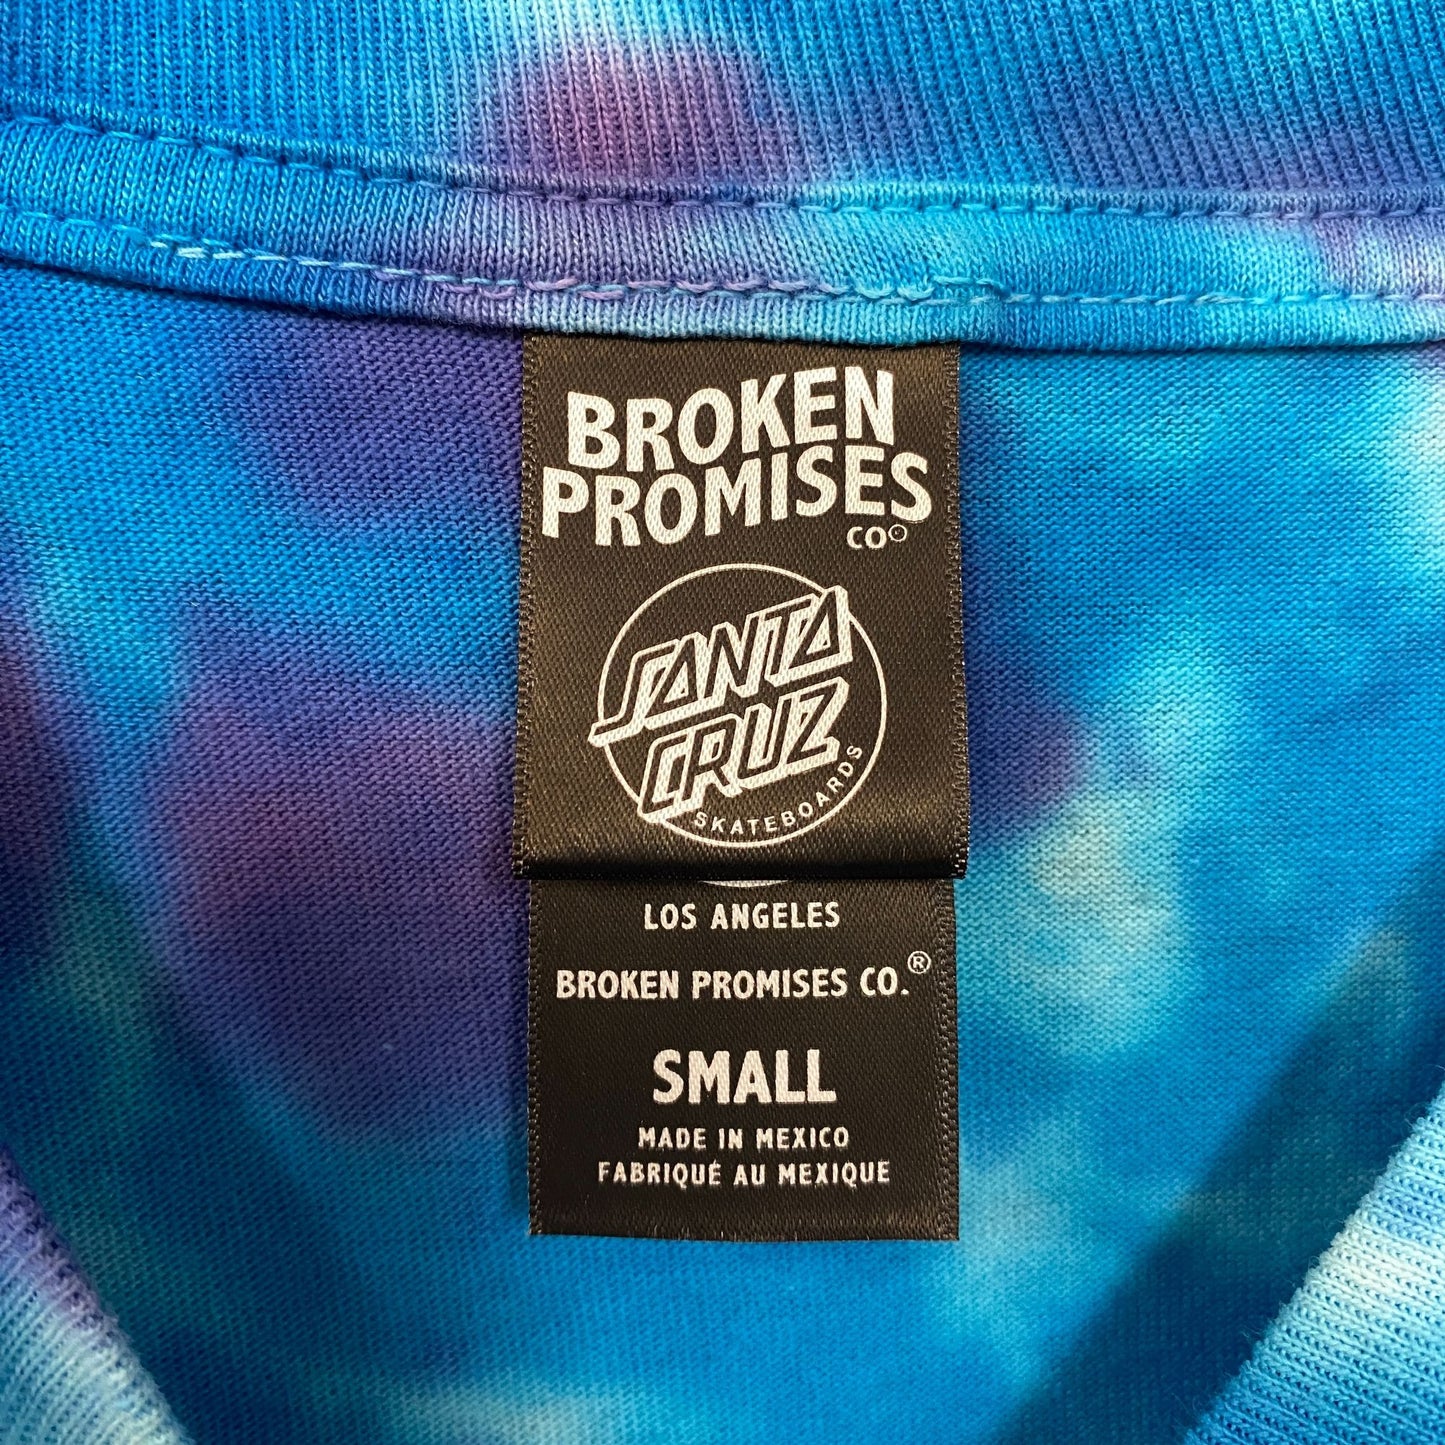 BROKEN
PROMISES
CO
SANTA
CRUZ
SKATEBOARDS
LOS ANGELES
BROKEN PROMISES CO.®
SMALL
MADE IN MEXICO
FABRIQUÉ AU MEXIQUE